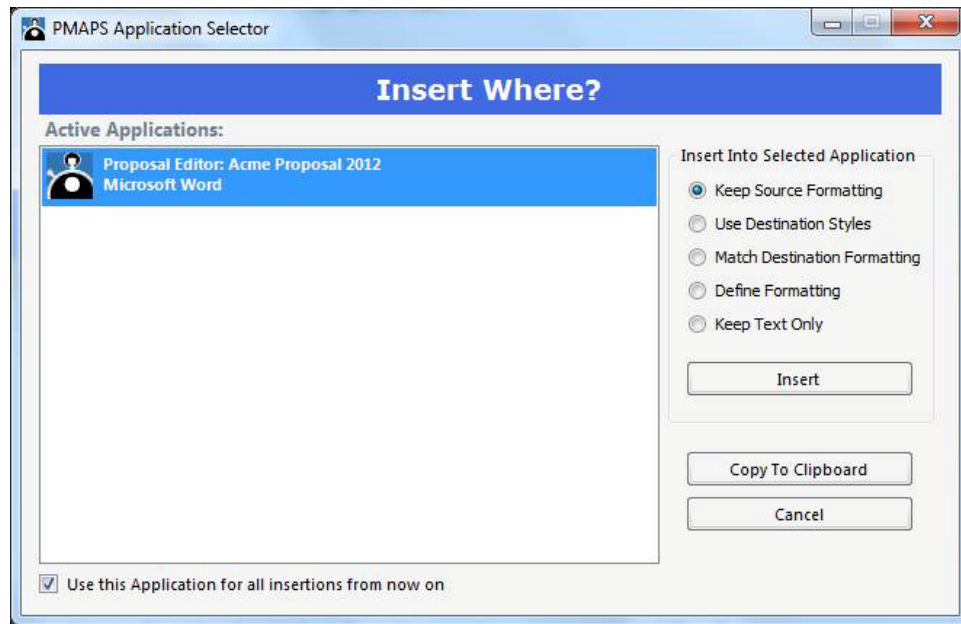 PMAPS Application Selector
Insert Where?
Active Applications:
Proposal Editor: Acme Proposal 2012
Microsoft Word
Insert Into Selected Application
Keep Source Formatting
Use Destination Styles
Match Destination Formatting
Define Formatting
Keep Text Only
Insert
Copy To Clipboard
Cancel
Use this Application for all insertions from now on